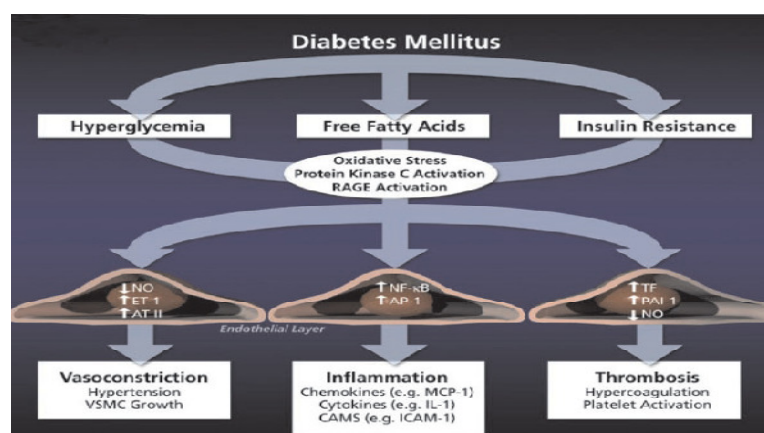 Diabetes Mellitus
Hyperglycemia
Free Fatty Acids
Insulin Resistance
Oxidative Stress
Protein Kinase C Activation
RAGE Activation
↓NO
↑ET-1
↑AT-II
↑NF-κB
↑AP-1
↑TF
↑PAI-1
↓NO
Endothelial Layer
Vasoconstriction
Hypertension
VSMC Growth
Inflammation
Chemokines (e.g. MCP-1)
Cytokines (e.g. IL-1)
CAMS (e.g. ICAM-1)
Thrombosis
Hypercoagulation
Platelet Activation